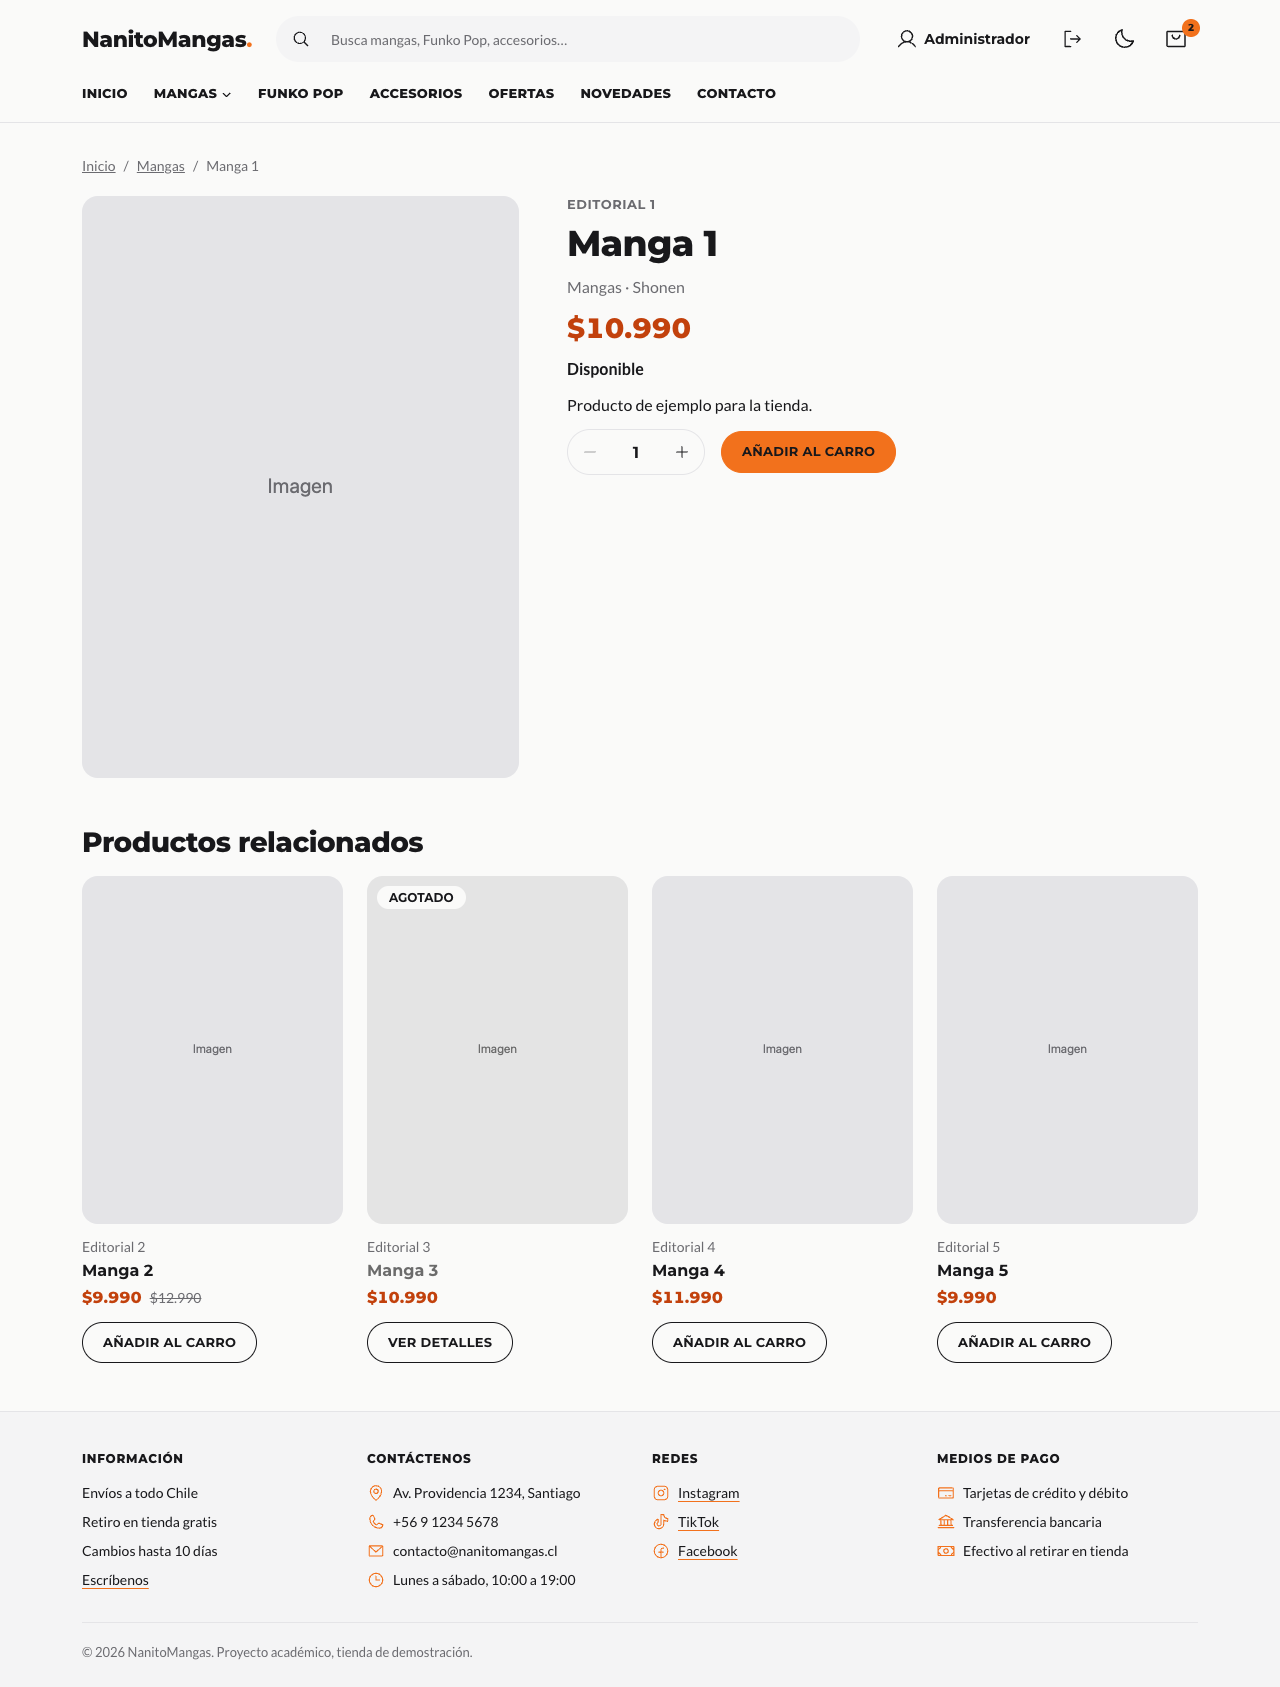 NanitoMangas.
Busca mangas, Funko Pop, accesorios...
Administrador
2
INICIO
MANGAS
FUNKO POP
ACCESORIOS
OFERTAS
NOVEDADES
CONTACTO
Inicio / Mangas / Manga 1
Imagen
EDITORIAL 1
Manga 1
Mangas · Shonen
$10.990
Disponible
Producto de ejemplo para la tienda.
1
AÑADIR AL CARRO
Productos relacionados
Imagen
Editorial 2
Manga 2
$9.990 $12.990
AÑADIR AL CARRO
AGOTADO
Imagen
Editorial 3
Manga 3
$10.990
VER DETALLES
Imagen
Editorial 4
Manga 4
$11.990
AÑADIR AL CARRO
Imagen
Editorial 5
Manga 5
$9.990
AÑADIR AL CARRO
INFORMACIÓN
Envíos a todo Chile
Retiro en tienda gratis
Cambios hasta 10 días
Escríbenos
CONTÁCTENOS
Av. Providencia 1234, Santiago
+56 9 1234 5678
contacto@nanitomangas.cl
Lunes a sábado, 10:00 a 19:00
REDES
Instagram
TikTok
Facebook
MEDIOS DE PAGO
Tarjetas de crédito y débito
Transferencia bancaria
Efectivo al retirar en tienda
© 2026 NanitoMangas. Proyecto académico, tienda de demostración.